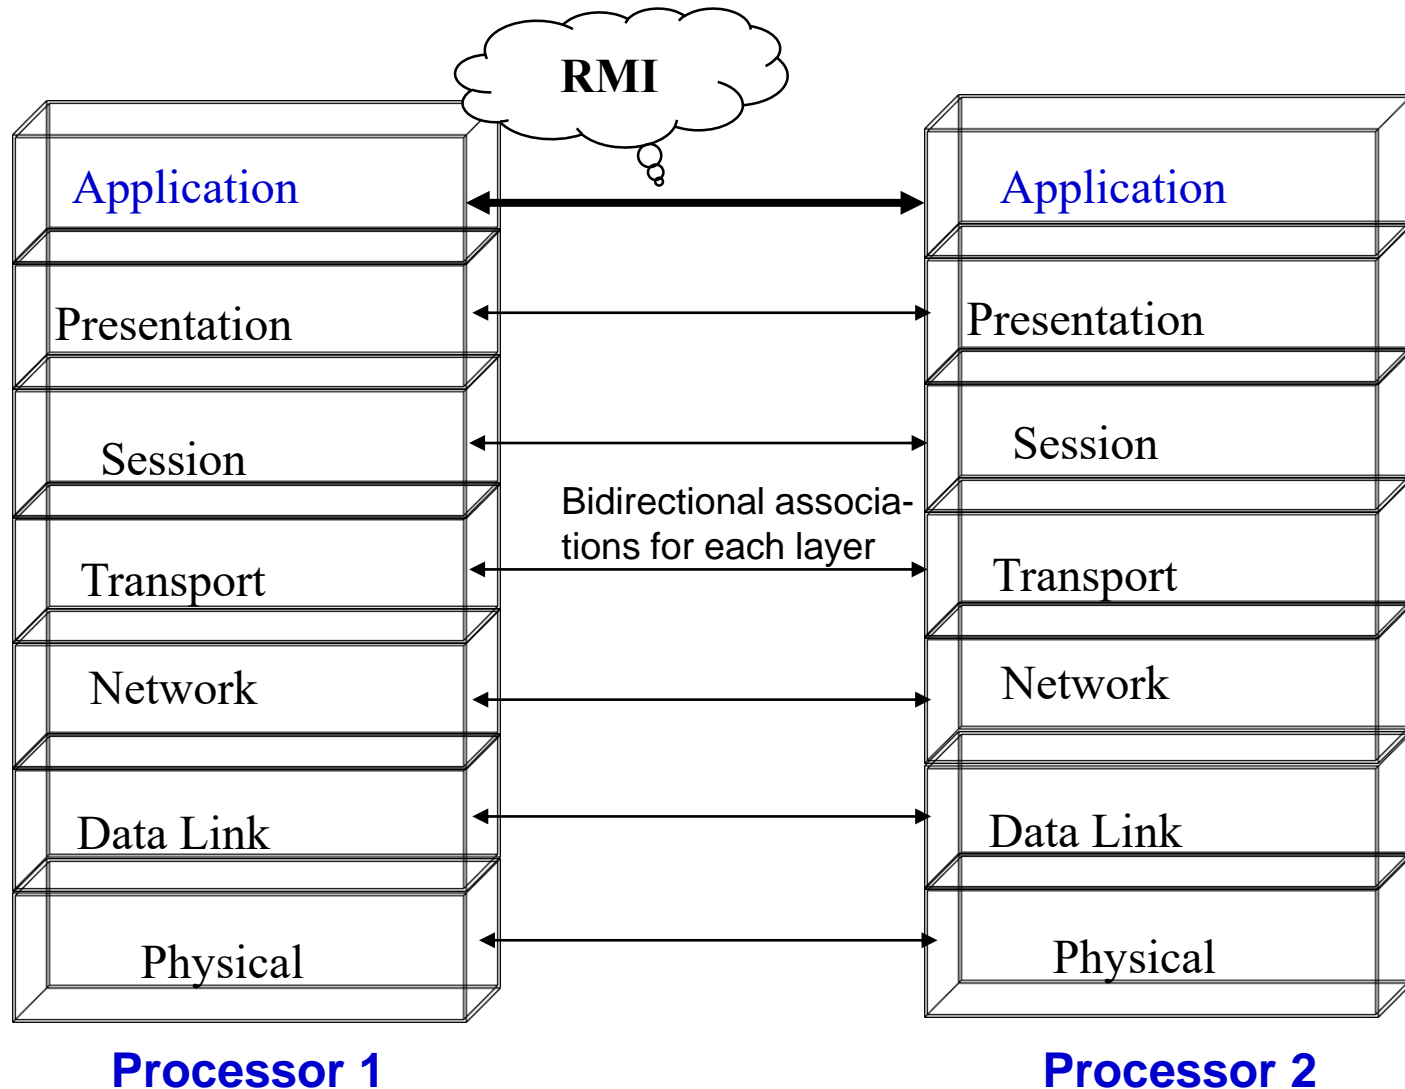 RMI
Application
Application
Presentation
Presentation
Session
Session
Bidirectional associa-
tions for each layer
Transport
Transport
Network
Network
Data Link
Data Link
Physical
Physical
Processor 1
Processor 2